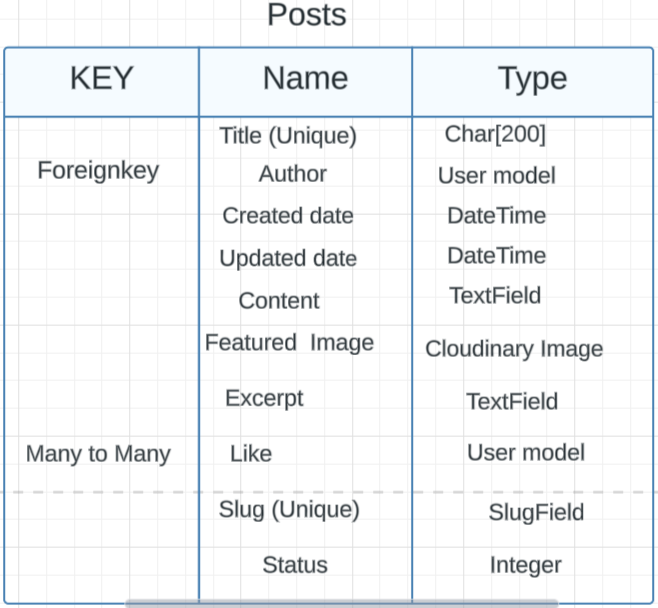 Posts
KEY Name Type
Title (Unique) Char[200]
Foreignkey Author User model
Created date DateTime
Updated date DateTime
Content TextField
Featured Image Cloudinary Image
Excerpt TextField
Many to Many Like User model
Slug (Unique) SlugField
Status Integer